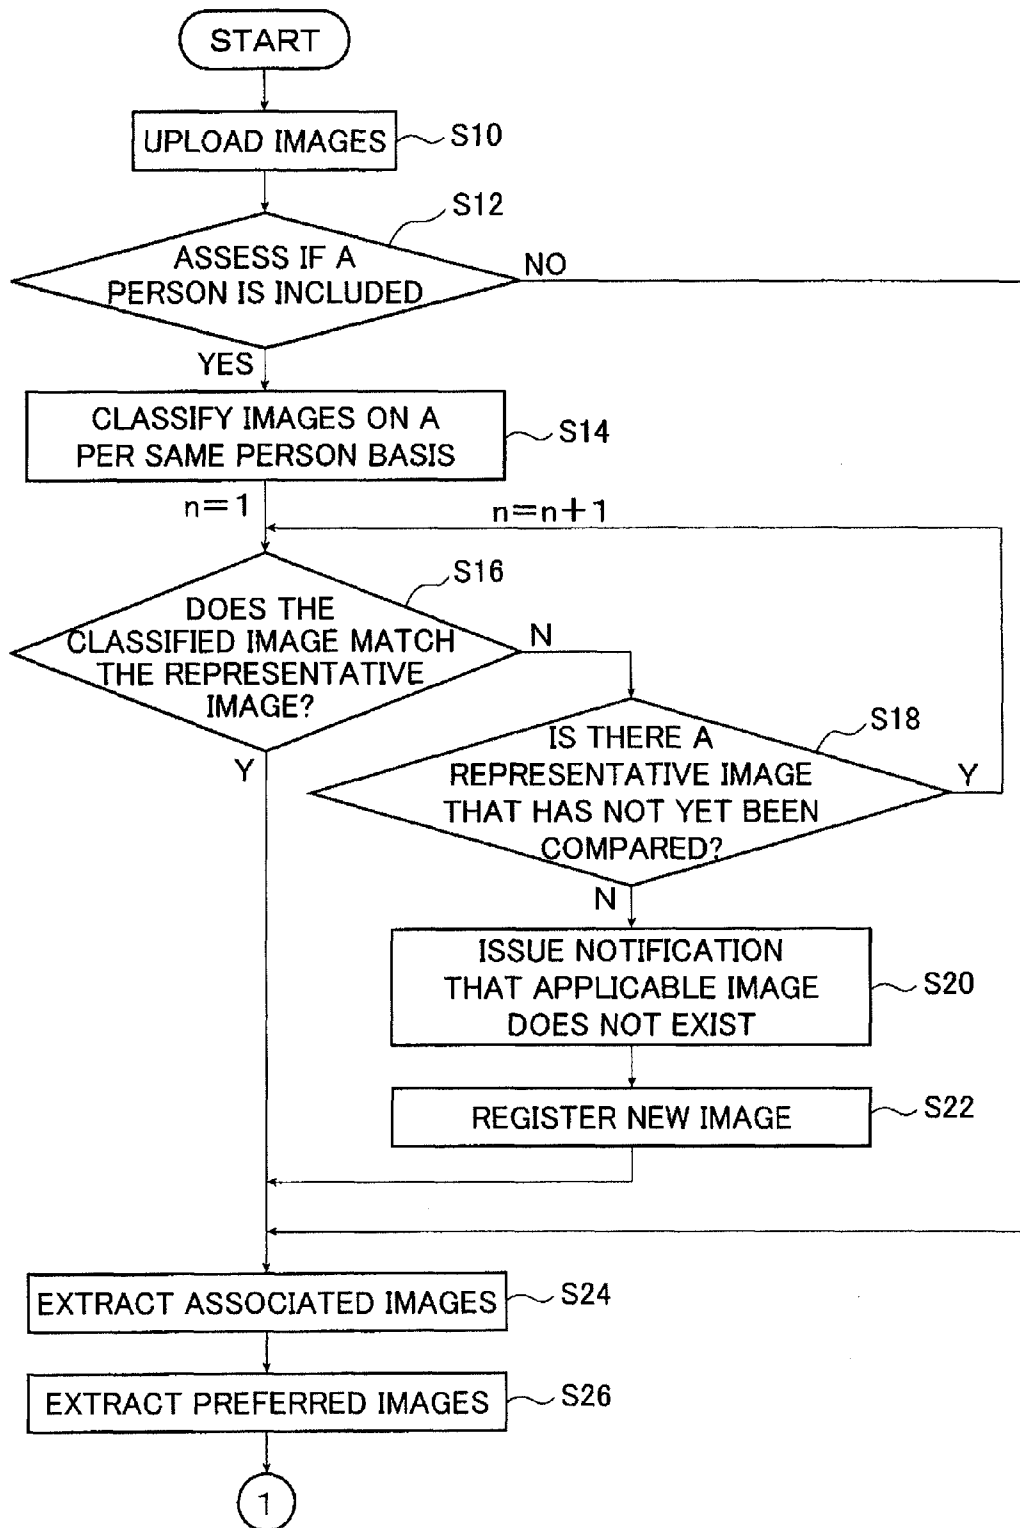 START
UPLOAD IMAGES
S10
S12
ASSESS IF A
PERSON IS INCLUDED
NO
YES
CLASSIFY IMAGES ON A
PER SAME PERSON BASIS
S14
n=1
n=n+1
S16
DOES THE
CLASSIFIED IMAGE MATCH
THE REPRESENTATIVE
IMAGE?
N
Y
S18
IS THERE A
REPRESENTATIVE IMAGE
THAT HAS NOT YET BEEN
COMPARED?
Y
N
ISSUE NOTIFICATION
THAT APPLICABLE IMAGE
DOES NOT EXIST
S20
REGISTER NEW IMAGE
S22
EXTRACT ASSOCIATED IMAGES
S24
EXTRACT PREFERRED IMAGES
S26
1